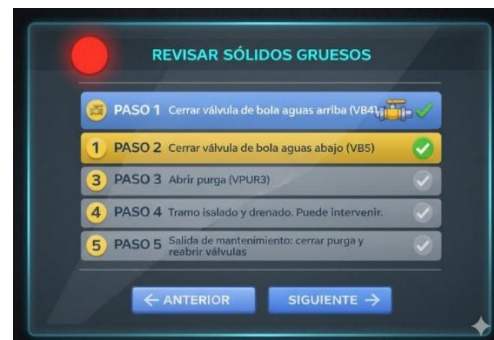 REVISAR SÓLIDOS GRUESOS
PASO 1 Cerrar válvula de bola aguas arriba (VB4)
1 PASO 2 Cerrar válvula de bola aguas abajo (VB5)
3 PASO 3 Abrir purga (VPUR3)
4 PASO 4 Tramo isalado y drenado. Puede intervenir.
5 PASO 5 Salida de mantenimiento: cerrar purga y
reabrir válvulas
← ANTERIOR SIGUIENTE →